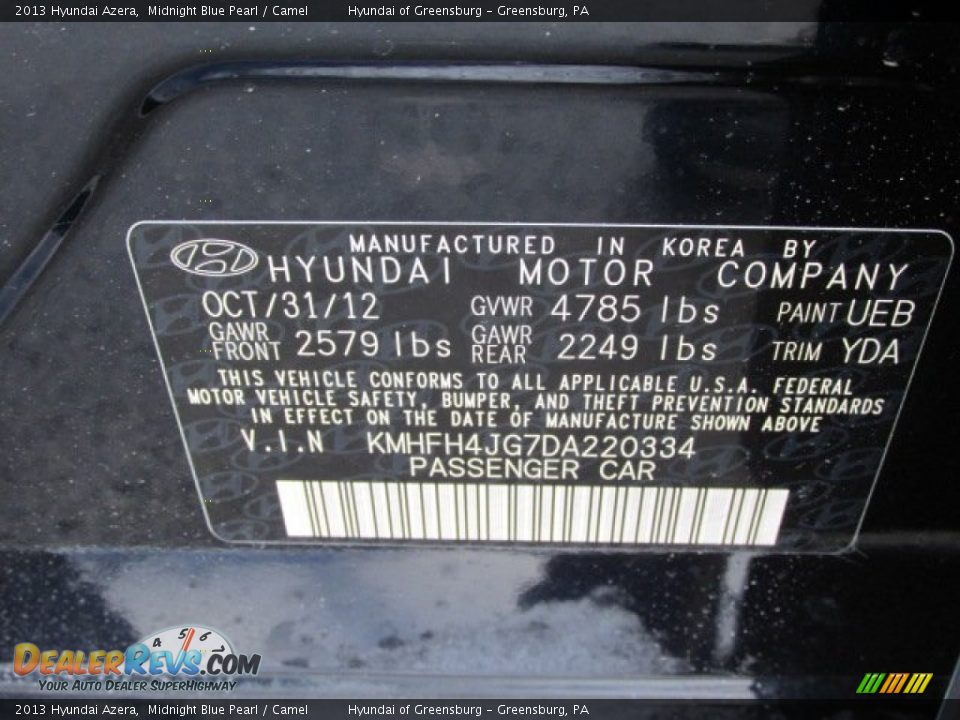 2013 Hyundai Azera, Midnight Blue Pearl / Camel Hyundai of Greensburg - Greensburg, PA
MANUFACTURED IN KOREA BY
HYUNDAI MOTOR COMPANY
OCT/31/12 GVWR 4785 lbs PAINT UEB
GAWR FRONT 2579 lbs GAWR REAR 2249 lbs TRIM YDA
THIS VEHICLE CONFORMS TO ALL APPLICABLE U.S.A. FEDERAL
MOTOR VEHICLE SAFETY, BUMPER, AND THEFT PREVENTION STANDARDS
IN EFFECT ON THE DATE OF MANUFACTURE SHOWN ABOVE
V.I.N KMHFH4JG7DA220334
PASSENGER CAR
4 5 6 7
DEALERREVS.COM
YOUR AUTO DEALER SUPERHIGHWAY
2013 Hyundai Azera, Midnight Blue Pearl / Camel Hyundai of Greensburg - Greensburg, PA